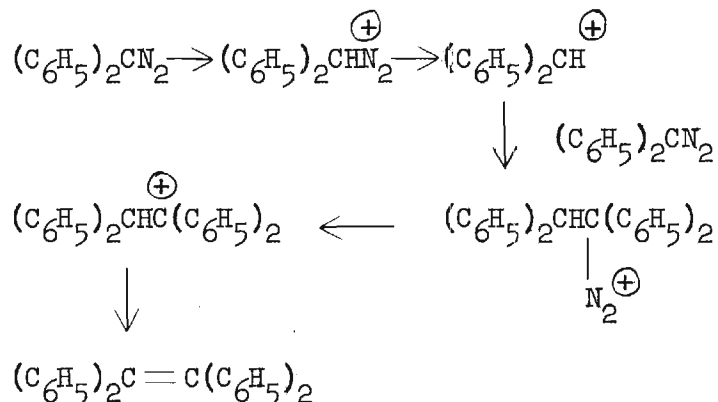 (C₆H₅)₂CN₂ → (C₆H₅)₂CHN₂⊕ → (C₆H₅)₂CH⊕
↓ (C₆H₅)₂CN₂
(C₆H₅)₂CHC⊕(C₆H₅)₂ ← (C₆H₅)₂CHC(C₆H₅)₂
N₂⊕
(C₆H₅)₂C=C(C₆H₅)₂